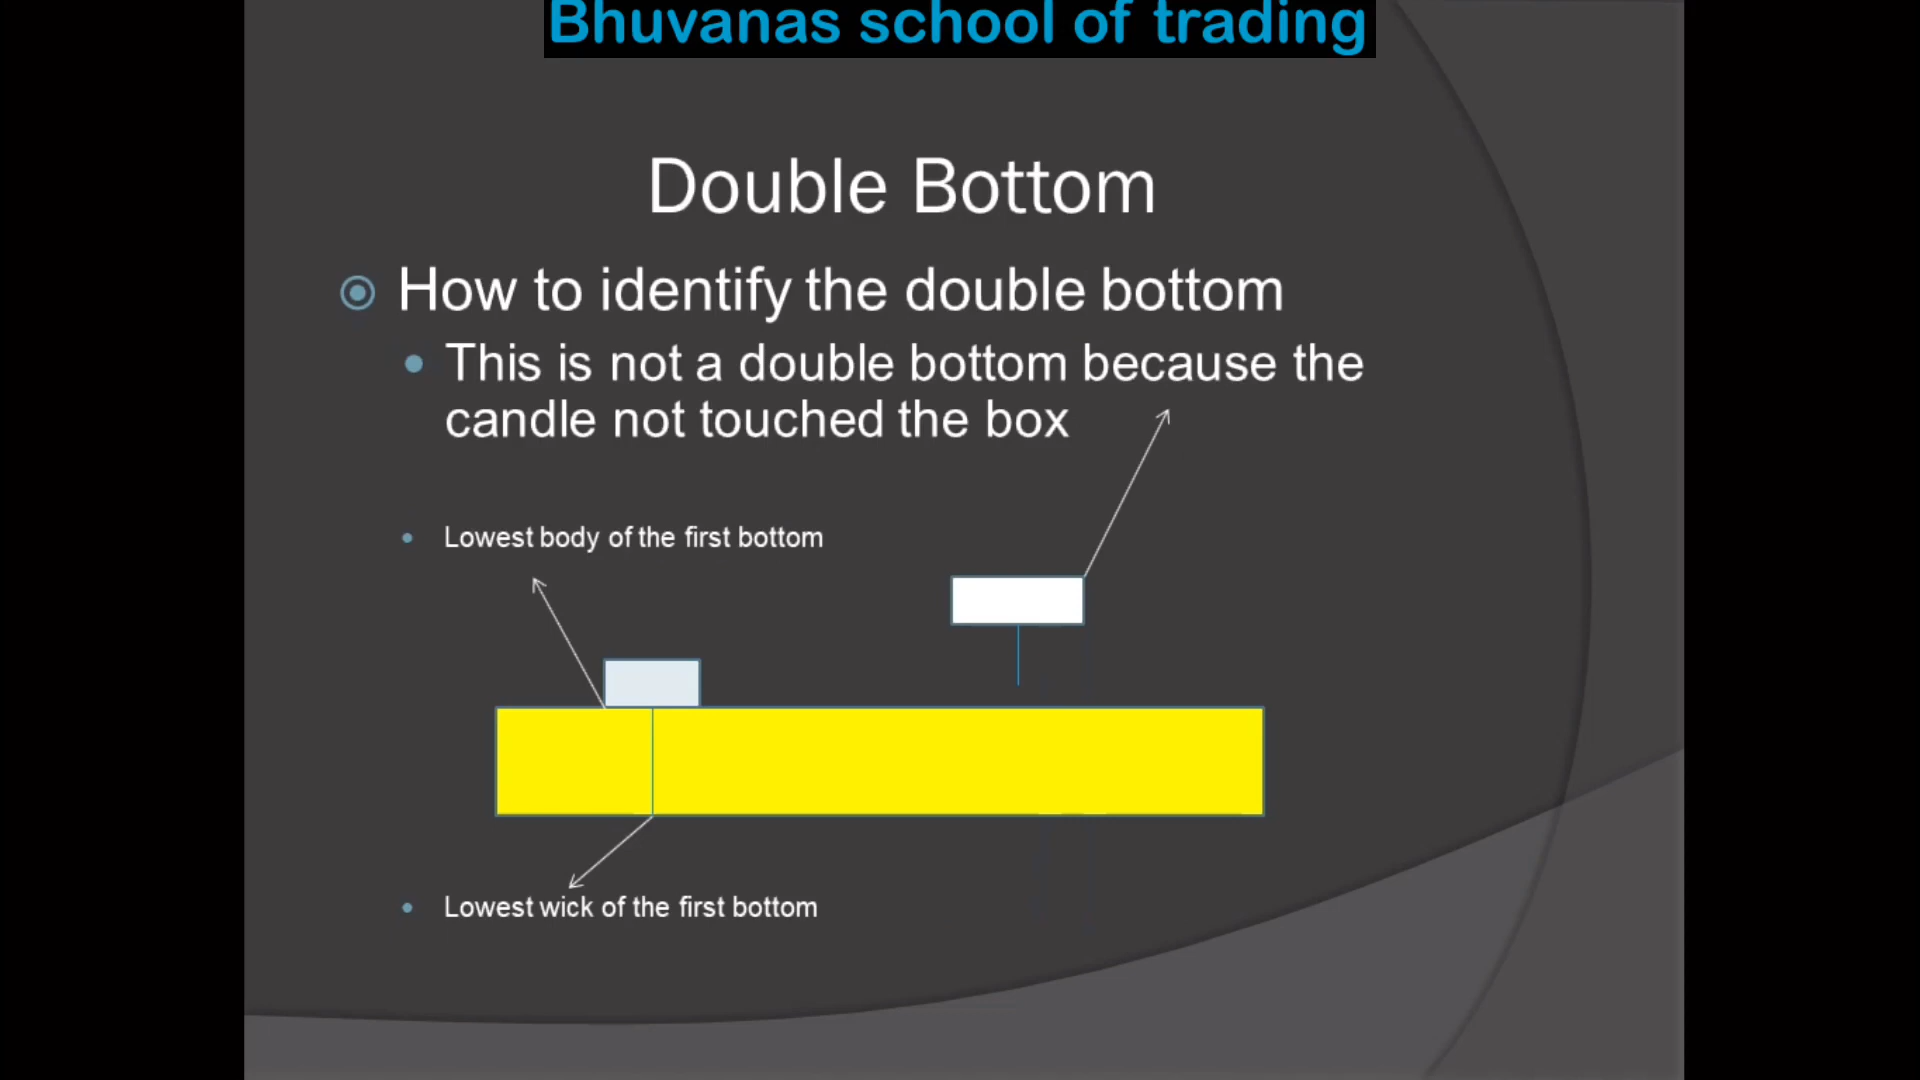 Bhuvanas school of trading
Double Bottom
How to identify the double bottom
This is not a double bottom because the
candle not touched the box
Lowest body of the first bottom
Lowest wick of the first bottom